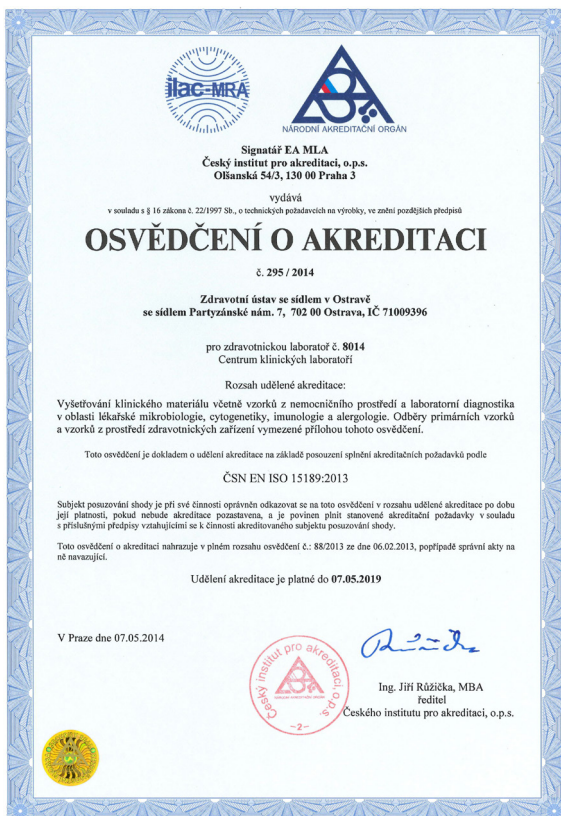 ilac-MRA
NÁRODNÍ AKREDITAČNÍ ORGÁN
Signatář EA MLA
Český institut pro akreditaci, o.p.s.
Olšanská 54/3, 130 00 Praha 3
vydává
v souladu s § 16 zákona č. 22/1997 Sb., o technických požadavcích na výrobky, ve znění pozdějších předpisů
OSVĚDČENÍ O AKREDITACI
č. 295 / 2014
Zdravotní ústav se sídlem v Ostravě
se sídlem Partyzánské nám. 7, 702 00 Ostrava, IČ 71009396
pro zdravotnickou laboratoř č. 8014
Centrum klinických laboratoří
Rozsah udělené akreditace:
Vyšetřování klinického materiálu včetně vzorků z nemocničního prostředí a laboratorní diagnostika
v oblasti lékařské mikrobiologie, cytogenetiky, imunologie a alergologie. Odběry primárních vzorků
a vzorků z prostředí zdravotnických zařízení vymezené přílohou tohoto osvědčení.
Toto osvědčení je dokladem o udělení akreditace na základě posouzení splnění akreditačních požadavků podle
ČSN EN ISO 15189:2013
Subjekt posuzování shody je při své činnosti oprávněn odkazovat se na toto osvědčení v rozsahu udělené akreditace po dobu
její platnosti, pokud nebude akreditace pozastavena, a je povinen plnit stanovené akreditační požadavky v souladu
s příslušnými předpisy vztahujícími se k činnosti akreditovaného subjektu posuzování shody.
Toto osvědčení o akreditaci nahrazuje v plném rozsahu osvědčení č.: 88/2013 ze dne 06.02.2013, popřípadě správní akty na
ně navazující.
Udělení akreditace je platné do 07.05.2019
V Praze dne 07.05.2014
Český institut pro akreditaci, o.p.s.
NÁRODNÍ AKREDITAČNÍ ORGÁN
-2-
Ing. Jiří Růžička, MBA
ředitel
Českého institutu pro akreditaci, o.p.s.